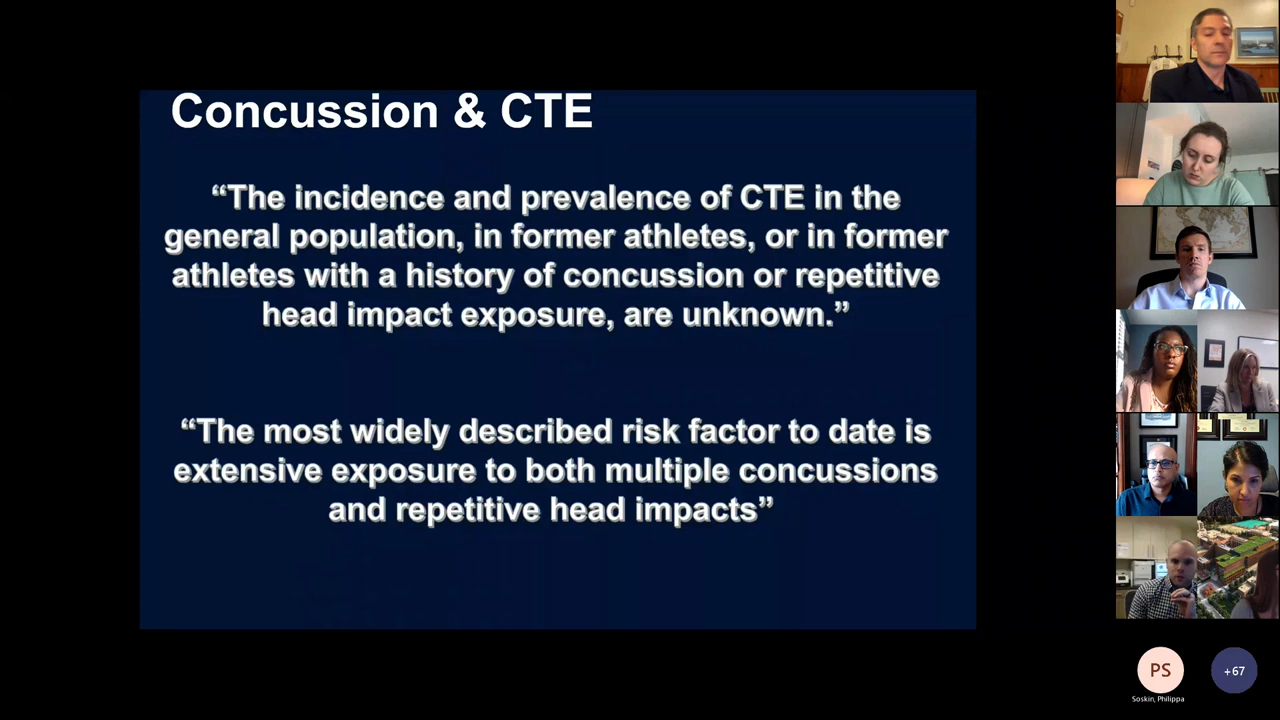 Concussion & CTE
“The incidence and prevalence of CTE in the
general population, in former athletes, or in former
athletes with a history of concussion or repetitive
head impact exposure, are unknown.”
“The most widely described risk factor to date is
extensive exposure to both multiple concussions
and repetitive head impacts”
PS
+67
Soskin, Philippa